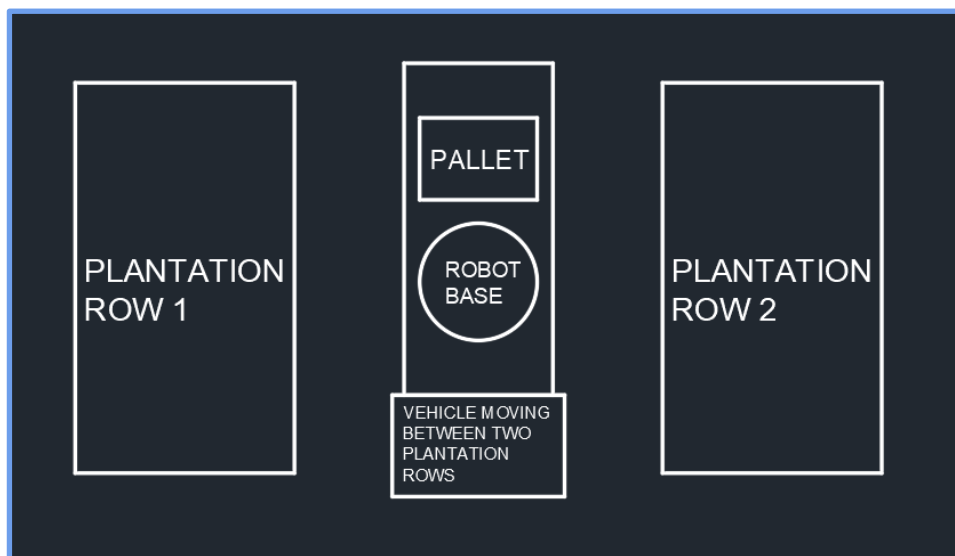 PALLET
PLANTATION
ROW 1
ROBOT
BASE
PLANTATION
ROW 2
VEHICLE MOVING
BETWEEN TWO
PLANTATION
ROWS